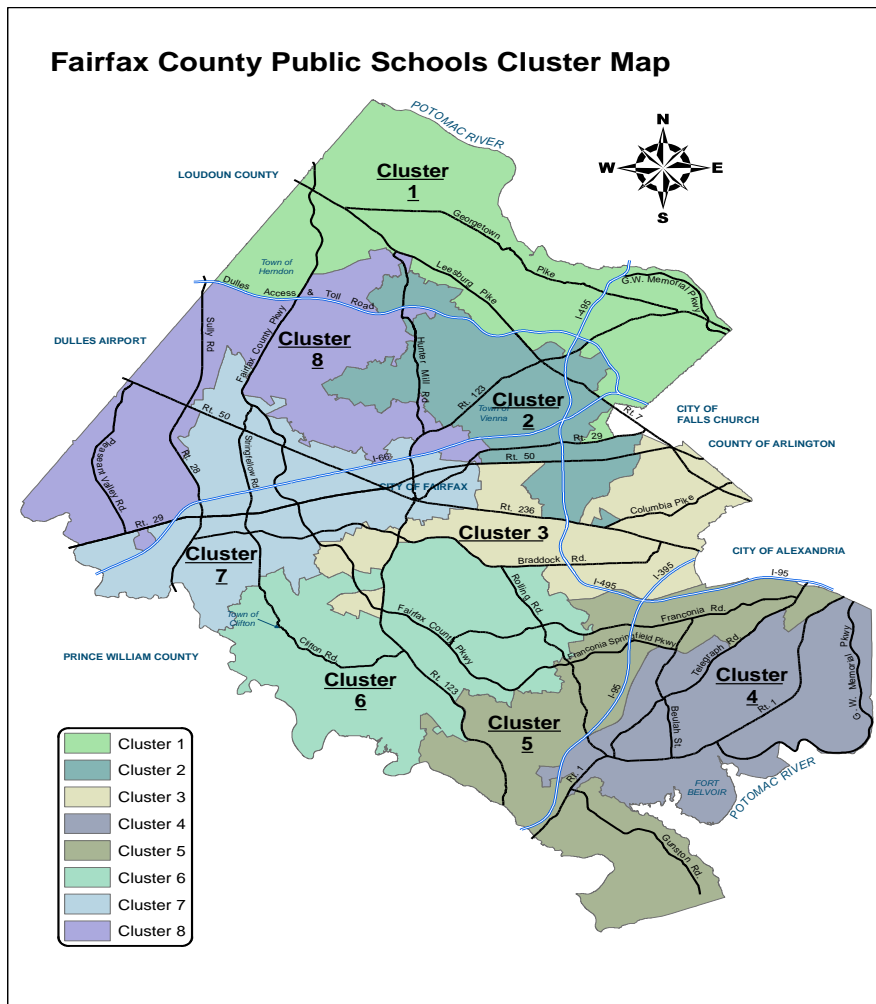 Fairfax County Public Schools Cluster Map
POTOMAC RIVER
N
W
E
S
LOUDOUN COUNTY
Cluster
1
Georgetown
Pike
Town of
Herndon
Leesburg
Pike
I-495
G.W. Memorial Pkwy
Dulles Access & Toll Road
Sully Rd
Fairfax County Pkwy
DULLES AIRPORT
Cluster
8
Hunter Mill Rd.
Rt. 123
Cluster
2
Town of
Vienna
Rt. 7
CITY OF
FALLS CHURCH
Rt. 50
Rt. 29
COUNTY OF ARLINGTON
Pleasant Valley Rd.
Rt. 28
Stringfellow Rd.
I-66
Rt. 50
CITY OF FAIRFAX
Rt. 236
Columbia Pike
Rt. 29
Cluster 3
Cluster
7
Braddock Rd.
CITY OF ALEXANDRIA
I-395
I-95
I-495
Rolling Rd.
Town of
Clifton
Fairfax County Pkwy
Franconia Rd.
Clifton Rd.
Franconia Springfield Pkwy
Telegraph Rd
PRINCE WILLIAM COUNTY
Cluster
6
Rt. 123
I-95
Cluster
4
G. W. Memorial Pkwy
Cluster
5
Beulah St.
Rt. 1
Rt. 1
FORT
BELVOIR
POTOMAC RIVER
Gunston Rd.
Cluster 1
Cluster 2
Cluster 3
Cluster 4
Cluster 5
Cluster 6
Cluster 7
Cluster 8